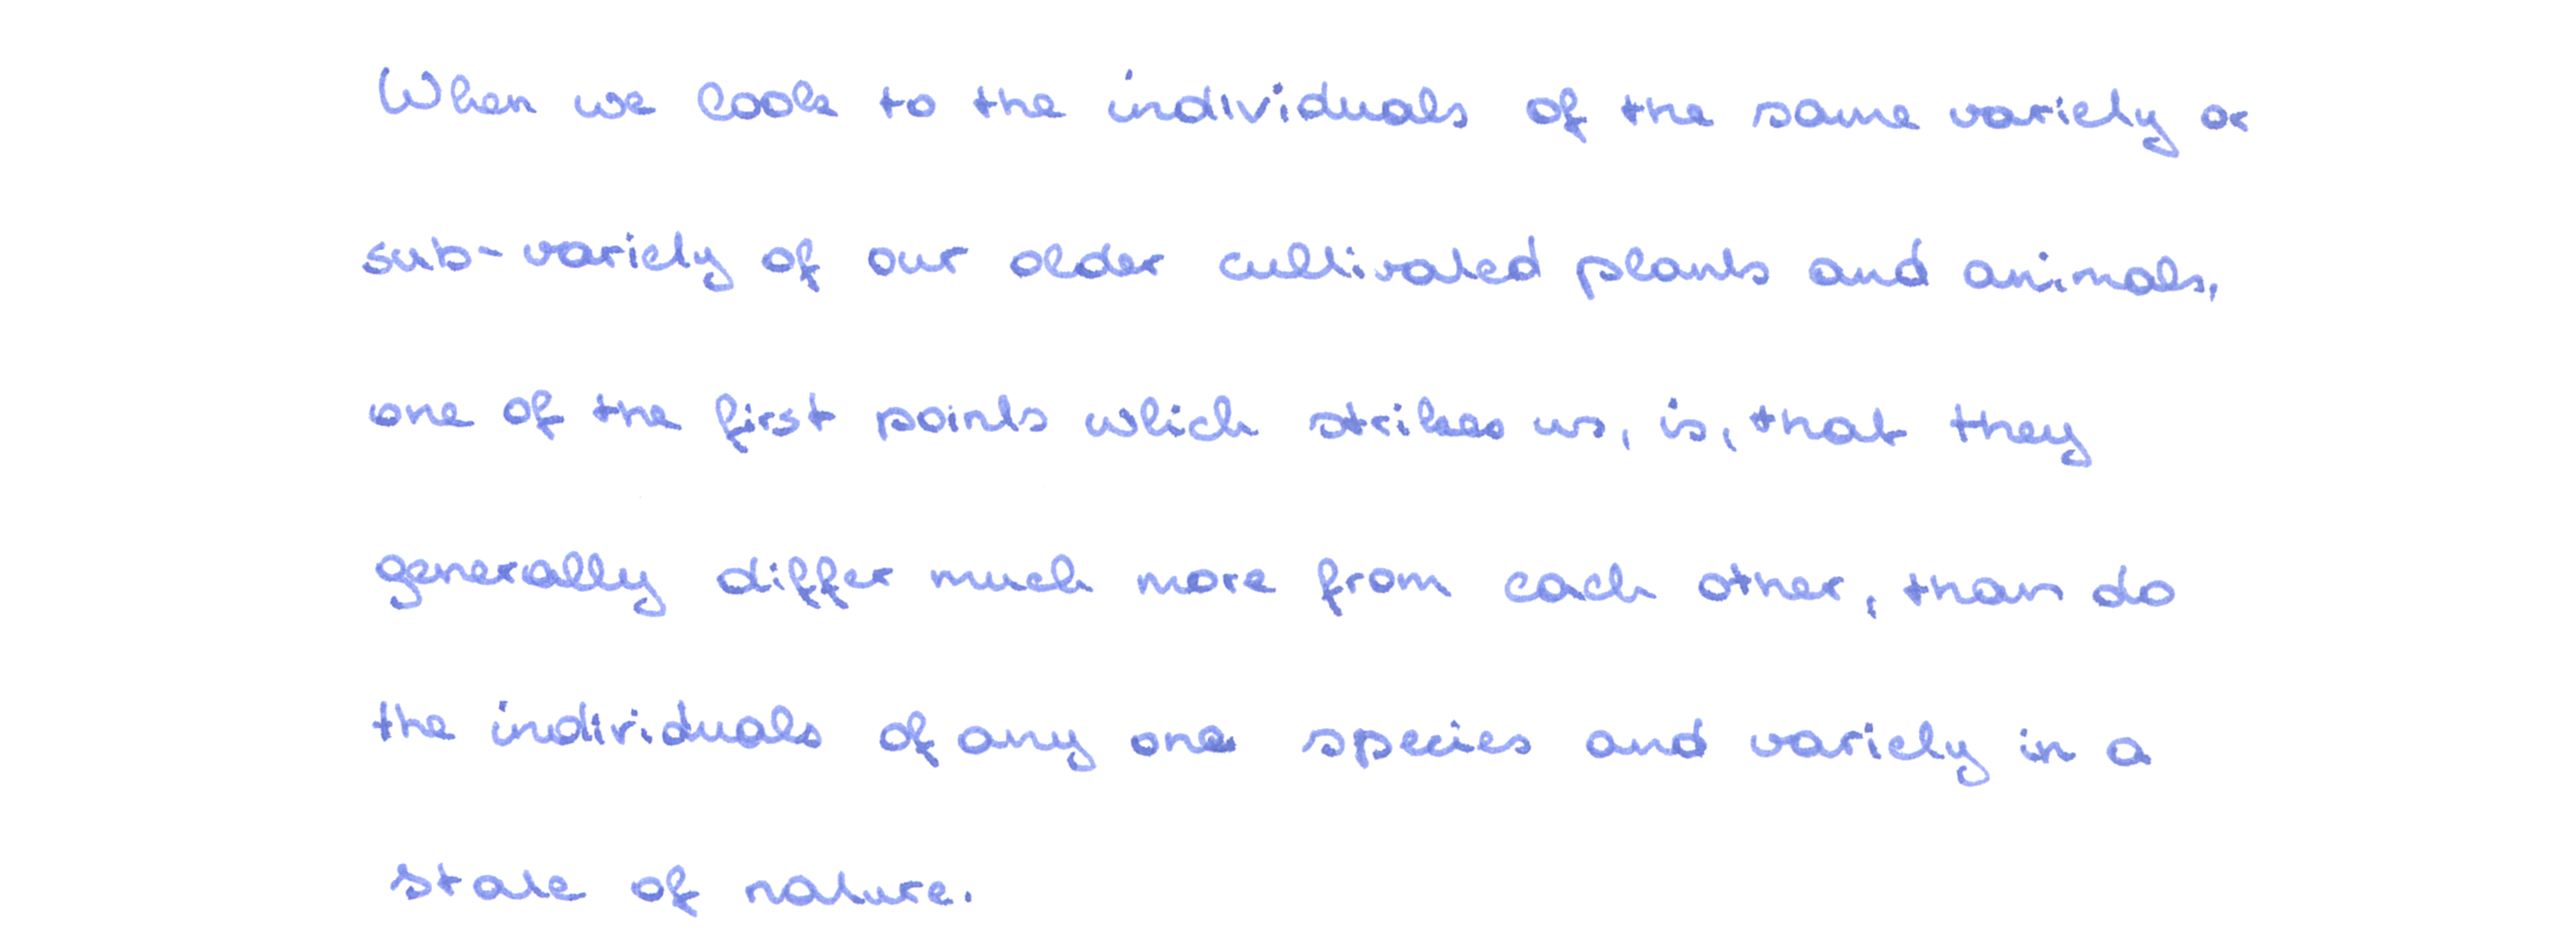 When we look to the individuals of the same variety or
sub-variety of our older cultivated plants and animals,
one of the first points which strikes us, is, that they
generally differ much more from each other, than do
the individuals of any one species and variety in a
state of nature.